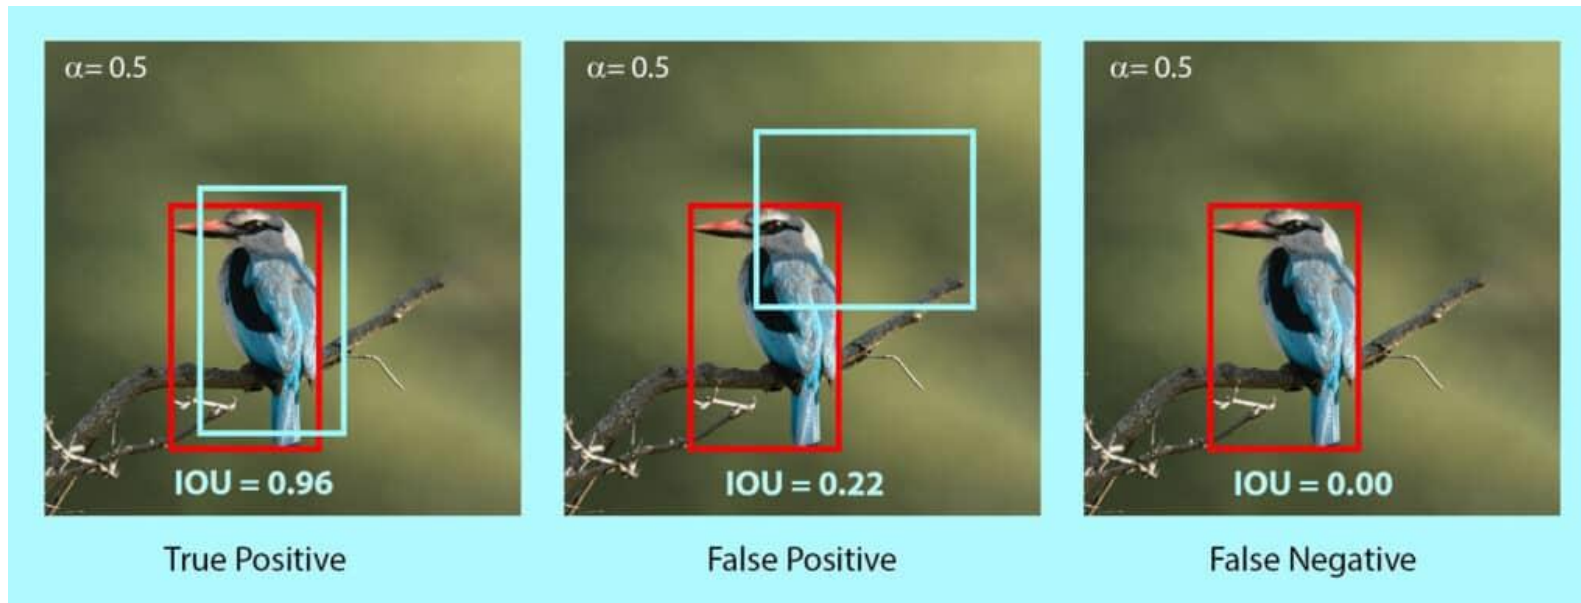 α= 0.5
α= 0.5
α= 0.5
IOU = 0.96
IOU = 0.22
IOU = 0.00
True Positive
False Positive
False Negative